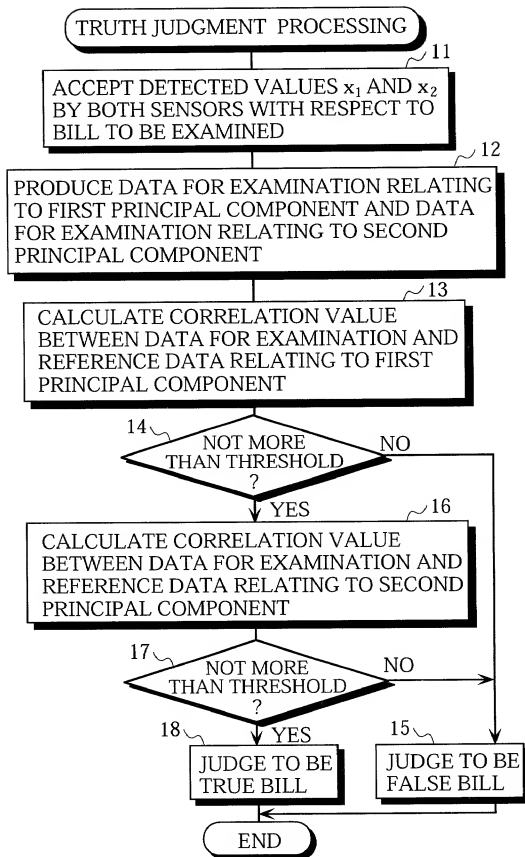 TRUTH JUDGMENT PROCESSING
11
ACCEPT DETECTED VALUES x₁ AND x₂
BY BOTH SENSORS WITH RESPECT TO
BILL TO BE EXAMINED
12
PRODUCE DATA FOR EXAMINATION RELATING
TO FIRST PRINCIPAL COMPONENT AND DATA
FOR EXAMINATION RELATING TO SECOND
PRINCIPAL COMPONENT
13
CALCULATE CORRELATION VALUE
BETWEEN DATA FOR EXAMINATION AND
REFERENCE DATA RELATING TO FIRST
PRINCIPAL COMPONENT
14
NOT MORE
THAN THRESHOLD
?
NO
YES
16
CALCULATE CORRELATION VALUE
BETWEEN DATA FOR EXAMINATION AND
REFERENCE DATA RELATING TO SECOND
PRINCIPAL COMPONENT
17
NOT MORE
THAN THRESHOLD
?
NO
YES
18
JUDGE TO BE
TRUE BILL
15
JUDGE TO BE
FALSE BILL
END